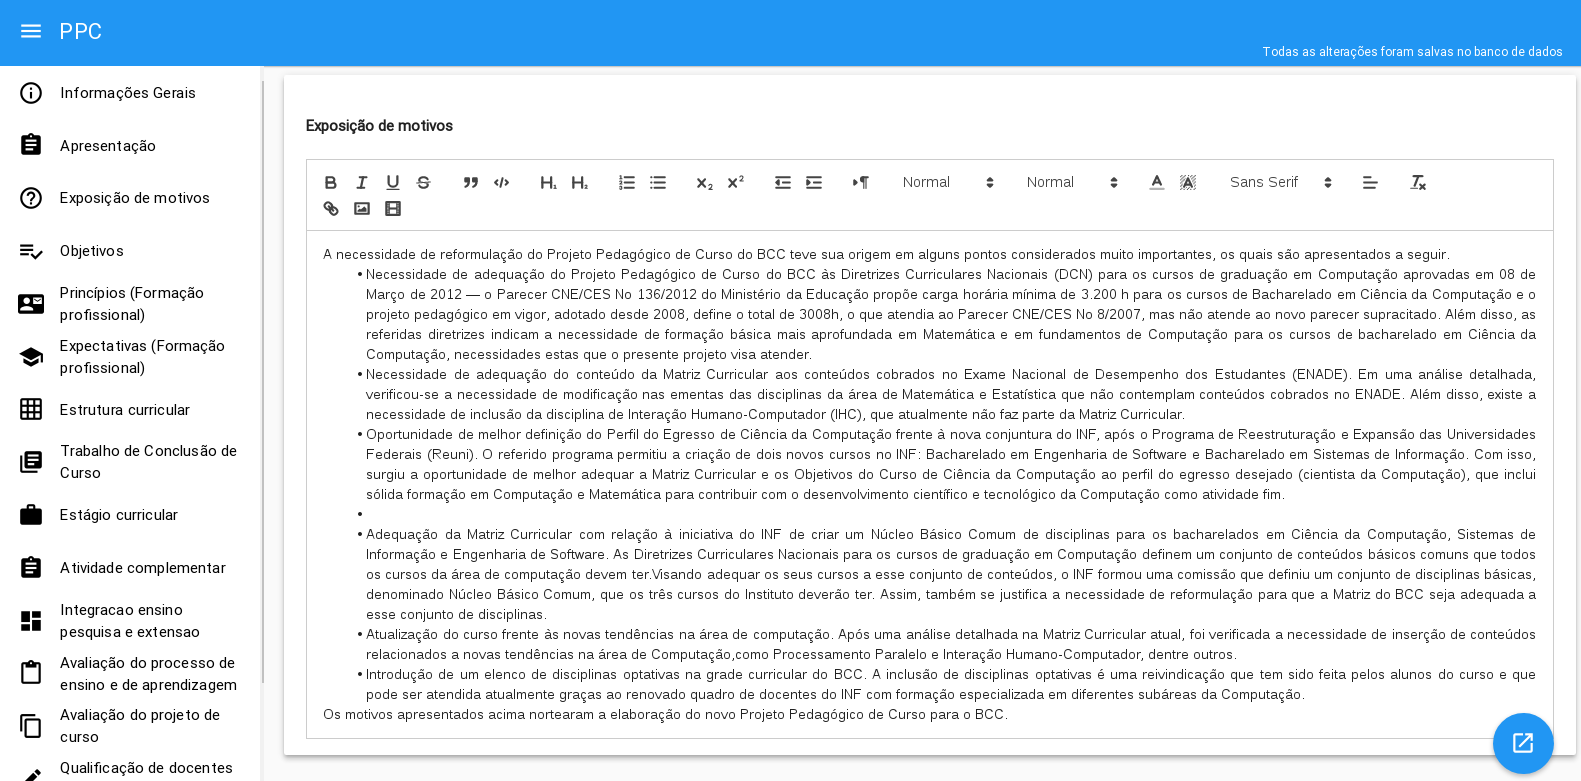 PPC
Todas as alterações foram salvas no banco de dados
Informações Gerais
Apresentação
Exposição de motivos
Objetivos
Princípios (Formação
profissional)
Expectativas (Formação
profissional)
Estrutura curricular
Trabalho de Conclusão de
Curso
Estágio curricular
Atividade complementar
Integracao ensino
pesquisa e extensao
Avaliação do processo de
ensino e de aprendizagem
Avaliação do projeto de
curso
Qualificação de docentes
Exposição de motivos
Normal
Normal
Sans Serif
A necessidade de reformulação do Projeto Pedagógico de Curso do BCC teve sua origem em alguns pontos considerados muito importantes, os quais são apresentados a seguir.
• Necessidade de adequação do Projeto Pedagógico de Curso do BCC às Diretrizes Curriculares Nacionais (DCN) para os cursos de graduação em Computação aprovadas em 08 de
Março de 2012 — o Parecer CNE/CES No 136/2012 do Ministério da Educação propõe carga horária mínima de 3.200 h para os cursos de Bacharelado em Ciência da Computação e o
projeto pedagógico em vigor, adotado desde 2008, define o total de 3008h, o que atendia ao Parecer CNE/CES No 8/2007, mas não atende ao novo parecer supracitado. Além disso, as
referidas diretrizes indicam a necessidade de formação básica mais aprofundada em Matemática e em fundamentos de Computação para os cursos de bacharelado em Ciência da
Computação, necessidades estas que o presente projeto visa atender.
• Necessidade de adequação do conteúdo da Matriz Curricular aos conteúdos cobrados no Exame Nacional de Desempenho dos Estudantes (ENADE). Em uma análise detalhada,
verificou-se a necessidade de modificação nas ementas das disciplinas da área de Matemática e Estatística que não contemplam conteúdos cobrados no ENADE. Além disso, existe a
necessidade de inclusão da disciplina de Interação Humano-Computador (IHC), que atualmente não faz parte da Matriz Curricular.
• Oportunidade de melhor definição do Perfil do Egresso de Ciência da Computação frente à nova conjuntura do INF, após o Programa de Reestruturação e Expansão das Universidades
Federais (Reuni). O referido programa permitiu a criação de dois novos cursos no INF: Bacharelado em Engenharia de Software e Bacharelado em Sistemas de Informação. Com isso,
surgiu a oportunidade de melhor adequar a Matriz Curricular e os Objetivos do Curso de Ciência da Computação ao perfil do egresso desejado (cientista da Computação), que inclui
sólida formação em Computação e Matemática para contribuir com o desenvolvimento científico e tecnológico da Computação como atividade fim.
•
• Adequação da Matriz Curricular com relação à iniciativa do INF de criar um Núcleo Básico Comum de disciplinas para os bacharelados em Ciência da Computação, Sistemas de
Informação e Engenharia de Software. As Diretrizes Curriculares Nacionais para os cursos de graduação em Computação definem um conjunto de conteúdos básicos comuns que todos
os cursos da área de computação devem ter.Visando adequar os seus cursos a esse conjunto de conteúdos, o INF formou uma comissão que definiu um conjunto de disciplinas básicas,
denominado Núcleo Básico Comum, que os três cursos do Instituto deverão ter. Assim, também se justifica a necessidade de reformulação para que a Matriz do BCC seja adequada a
esse conjunto de disciplinas.
• Atualização do curso frente às novas tendências na área de computação. Após uma análise detalhada na Matriz Curricular atual, foi verificada a necessidade de inserção de conteúdos
relacionados a novas tendências na área de Computação,como Processamento Paralelo e Interação Humano-Computador, dentre outros.
• Introdução de um elenco de disciplinas optativas na grade curricular do BCC. A inclusão de disciplinas optativas é uma reivindicação que tem sido feita pelos alunos do curso e que
pode ser atendida atualmente graças ao renovado quadro de docentes do INF com formação especializada em diferentes subáreas da Computação.
Os motivos apresentados acima nortearam a elaboração do novo Projeto Pedagógico de Curso para o BCC.